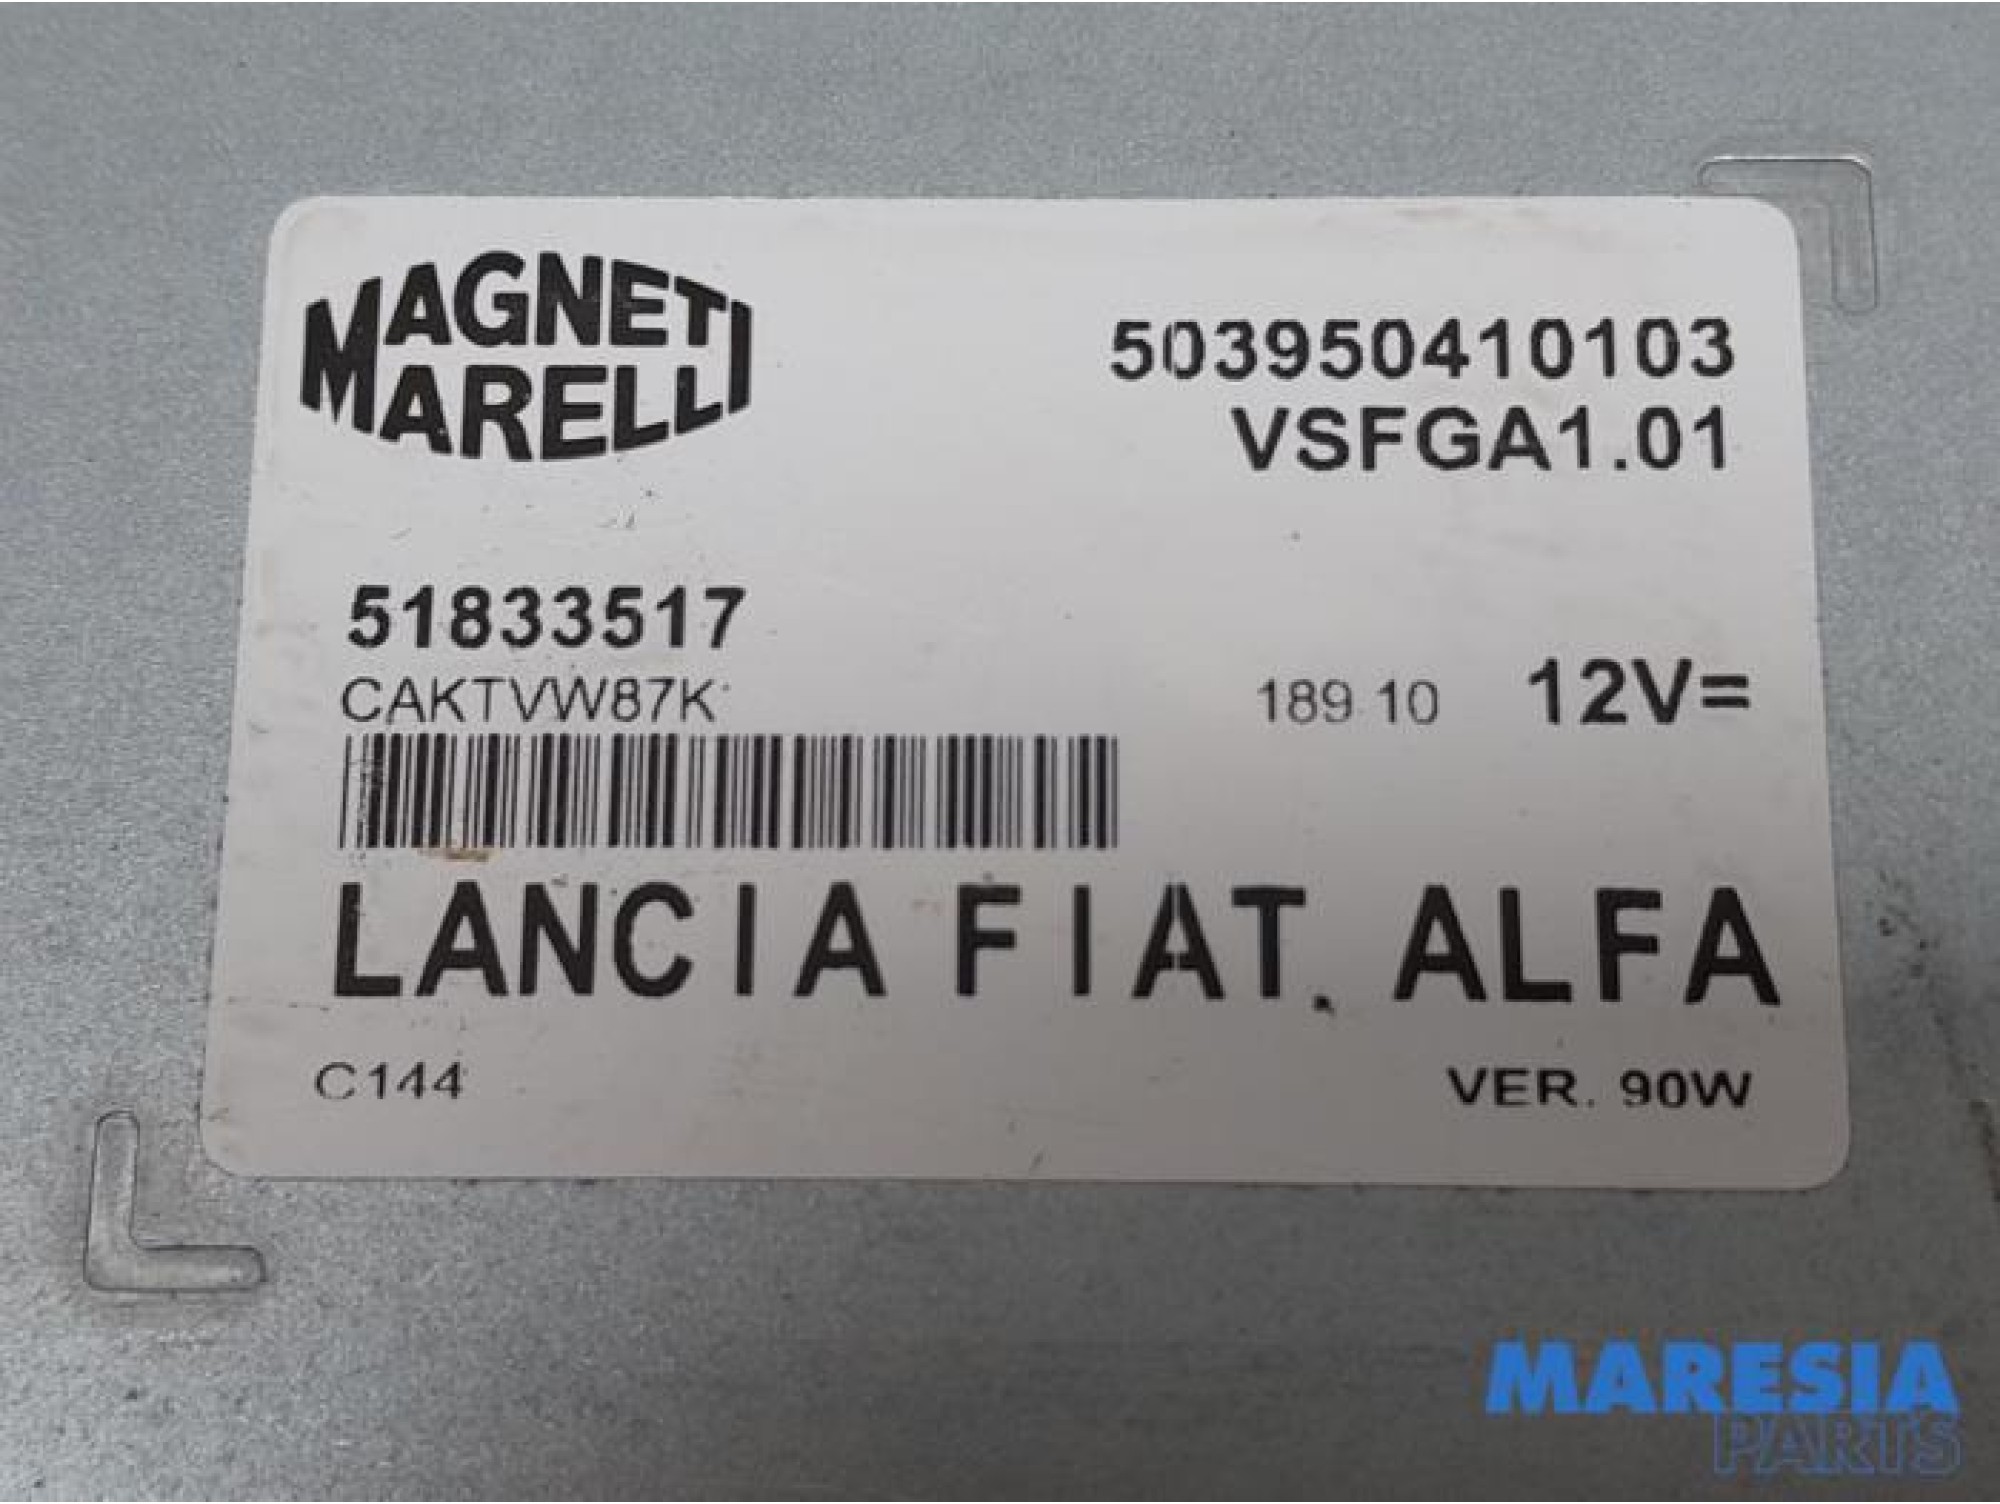 MAGNETI
MARELLI
503950410103
VSFGA1.01
51833517
CAKTVW87K
189 10 12V=
LANCIA FIAT. ALFA
C144
VER. 90W
MARESIA
PARTS